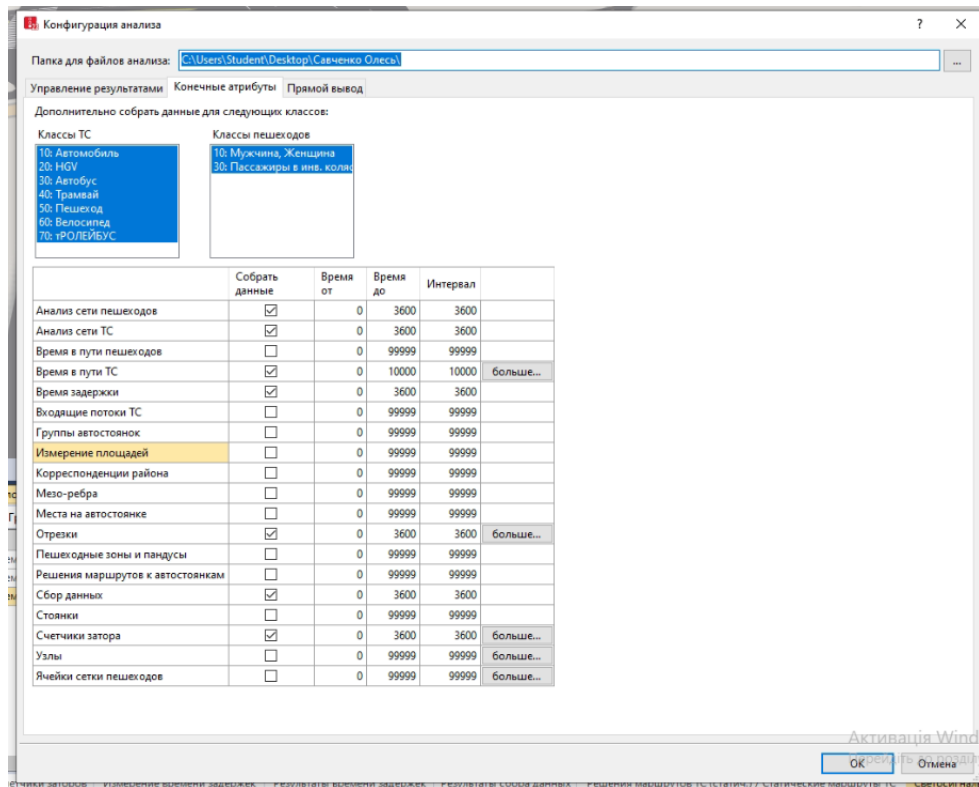 Конфигурация анализа
? ×
Папка для файлов анализа: C:\Users\Student\Desktop\Савченко Олесь\ ...
Управление результатами Конечные атрибуты Прямой вывод
Дополнительно собрать данные для следующих классов:
Классы ТС Классы пешеходов
10: Автомобиль 10: Мужчина, Женщина
20: HGV 30: Пассажиры в инв. коляс
30: Автобус
40: Трамвай
50: Пешеход
60: Велосипед
70: тРОЛЕЙБУС
Собрать данные Время от Время до Интервал
Анализ сети пешеходов 0 3600 3600
Анализ сети ТС 0 3600 3600
Время в пути пешеходов 0 99999 99999
Время в пути ТС 0 10000 10000 больше...
Время задержки 0 3600 3600
Входящие потоки ТС 0 99999 99999
Группы автостоянок 0 99999 99999
Измерение площадей 0 99999 99999
Корреспонденции района 0 99999 99999
Мезо-ребра 0 99999 99999
Места на автостоянке 0 99999 99999
Отрезки 0 3600 3600 больше...
Пешеходные зоны и пандусы 0 99999 99999
Решения маршрутов к автостоянкам 0 99999 99999
Сбор данных 0 3600 3600
Стоянки 0 99999 99999
Счетчики затора 0 3600 3600 больше...
Узлы 0 99999 99999 больше...
Ячейки сетки пешеходов 0 99999 99999 больше...
Активація Wind
OK Отмена